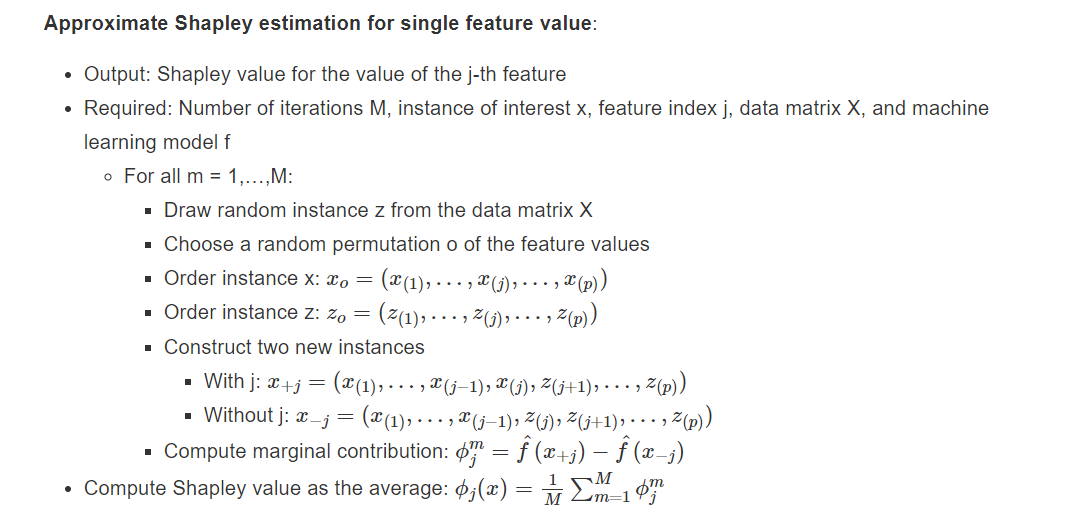 Approximate Shapley estimation for single feature value:
• Output: Shapley value for the value of the j-th feature
• Required: Number of iterations M, instance of interest x, feature index j, data matrix X, and machine
learning model f
◦ For all m = 1,…,M:
▪ Draw random instance z from the data matrix X
▪ Choose a random permutation o of the feature values
▪ Order instance x: $x_o = (x_{(1)}, \ldots, x_{(j)}, \ldots, x_{(p)})$
▪ Order instance z: $z_o = (z_{(1)}, \ldots, z_{(j)}, \ldots, z_{(p)})$
▪ Construct two new instances
▪ With j: $x_{+j} = (x_{(1)}, \ldots, x_{(j-1)}, x_{(j)}, z_{(j+1)}, \ldots, z_{(p)})$
▪ Without j: $x_{-j} = (x_{(1)}, \ldots, x_{(j-1)}, z_{(j)}, z_{(j+1)}, \ldots, z_{(p)})$
▪ Compute marginal contribution: $\phi_j^m = \hat{f}(x_{+j}) - \hat{f}(x_{-j})$
• Compute Shapley value as the average: $\phi_j(x) = \frac{1}{M} \sum_{m=1}^{M} \phi_j^m$